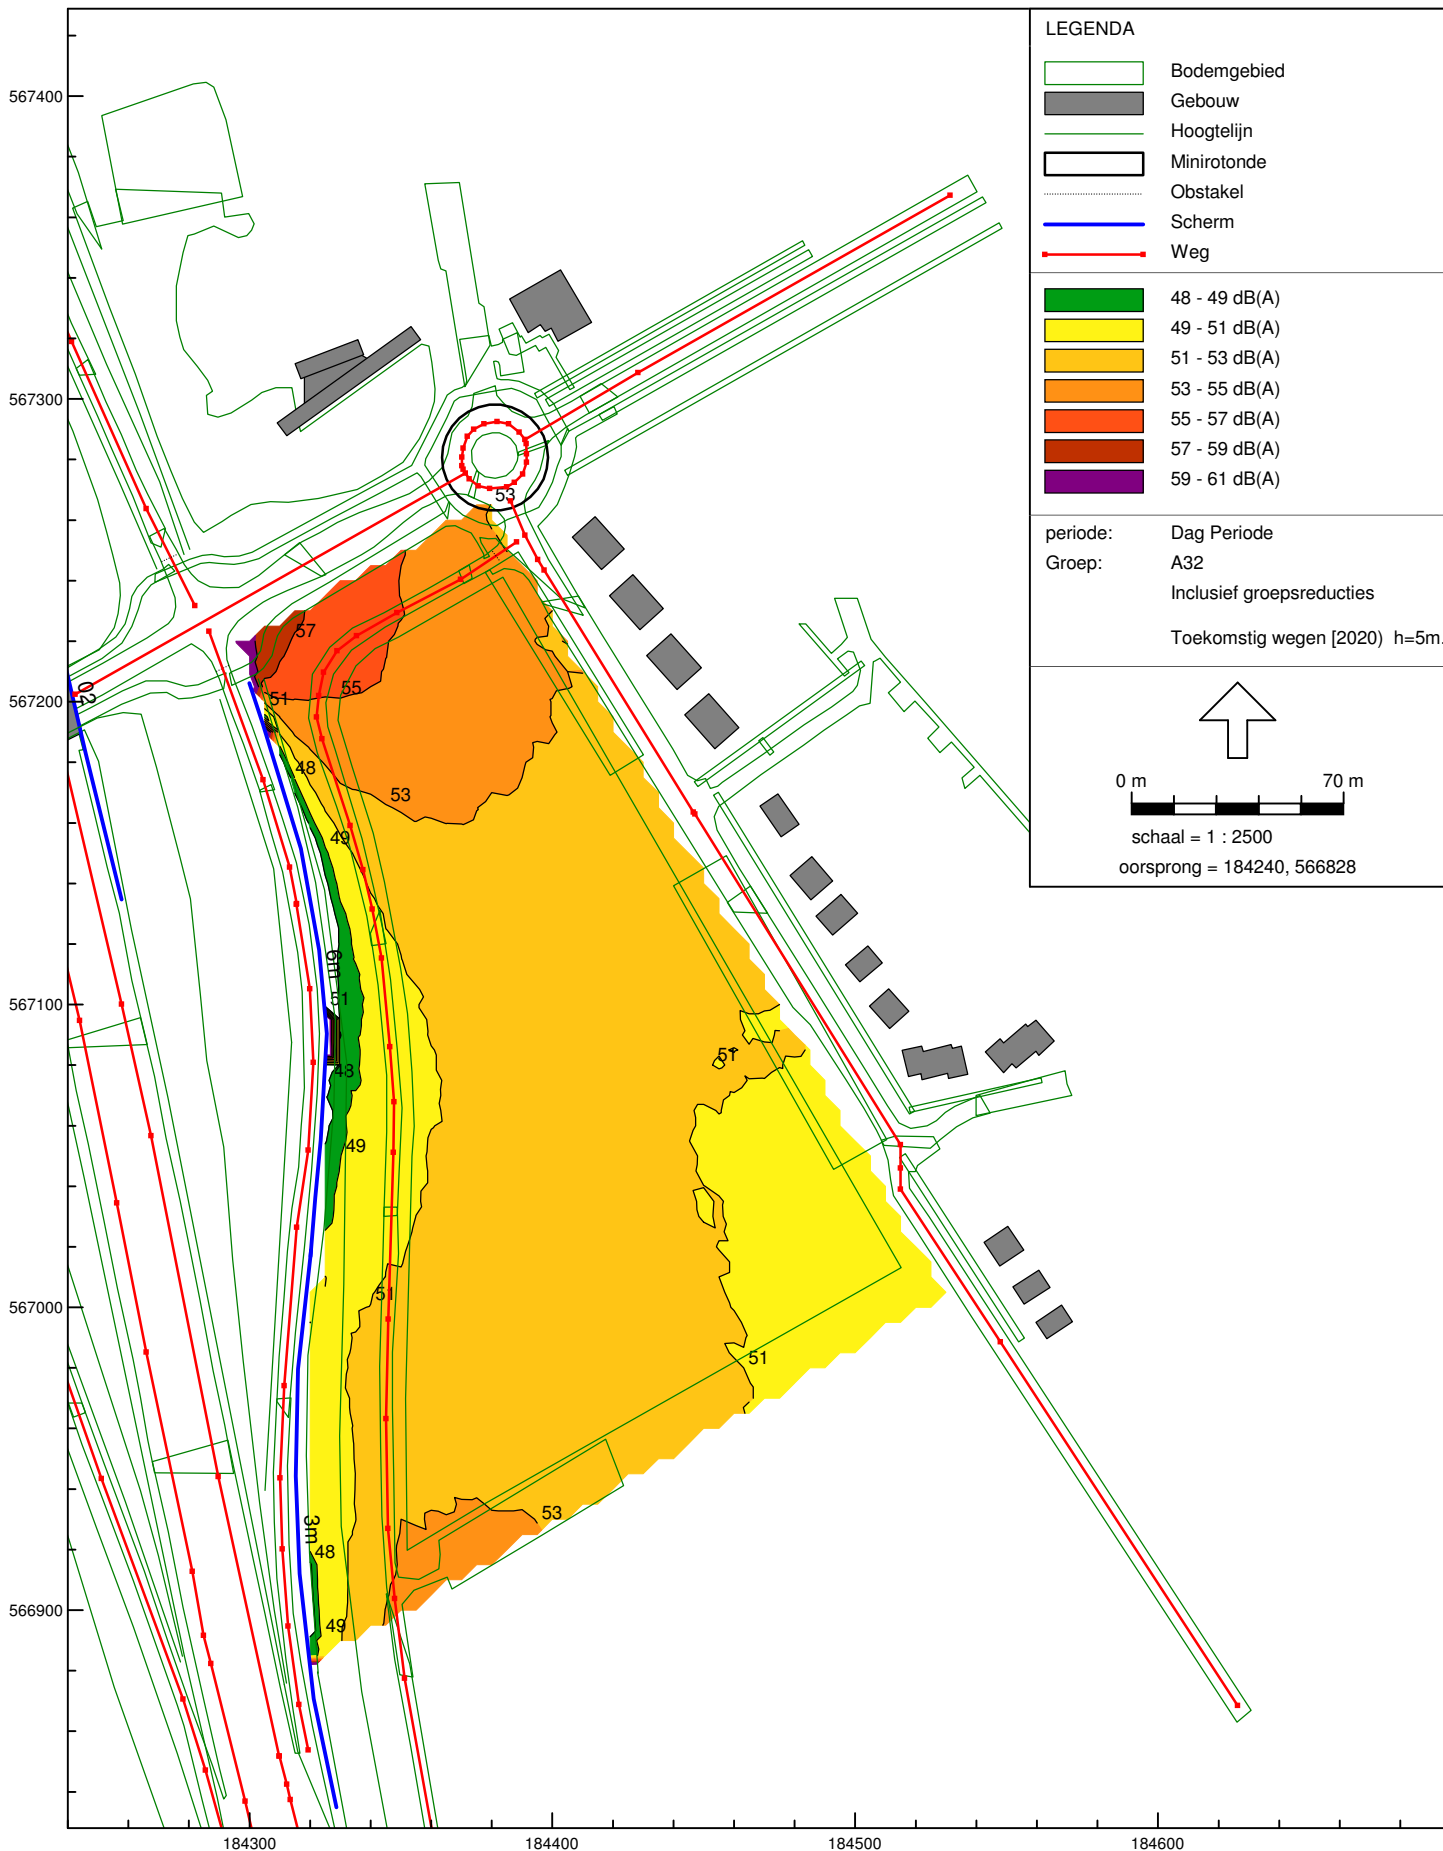 LEGENDA
Bodemgebied
Gebouw
Hoogtelijn
Minirotonde
Obstakel
Scherm
Weg
48 - 49 dB(A)
49 - 51 dB(A)
51 - 53 dB(A)
53 - 55 dB(A)
55 - 57 dB(A)
57 - 59 dB(A)
59 - 61 dB(A)
periode: Dag Periode
Groep: A32
Inclusief groepsreducties
Toekomstig wegen [2020) h=5m.
0 m 70 m
schaal = 1 : 2500
oorsprong = 184240, 566828
567400
567300
567200
567100
567000
566900
184300 184400 184500 184600
53
57
55
51
48
53
49
6m
51
48
49
51
51
51
53
3m
48
49
02